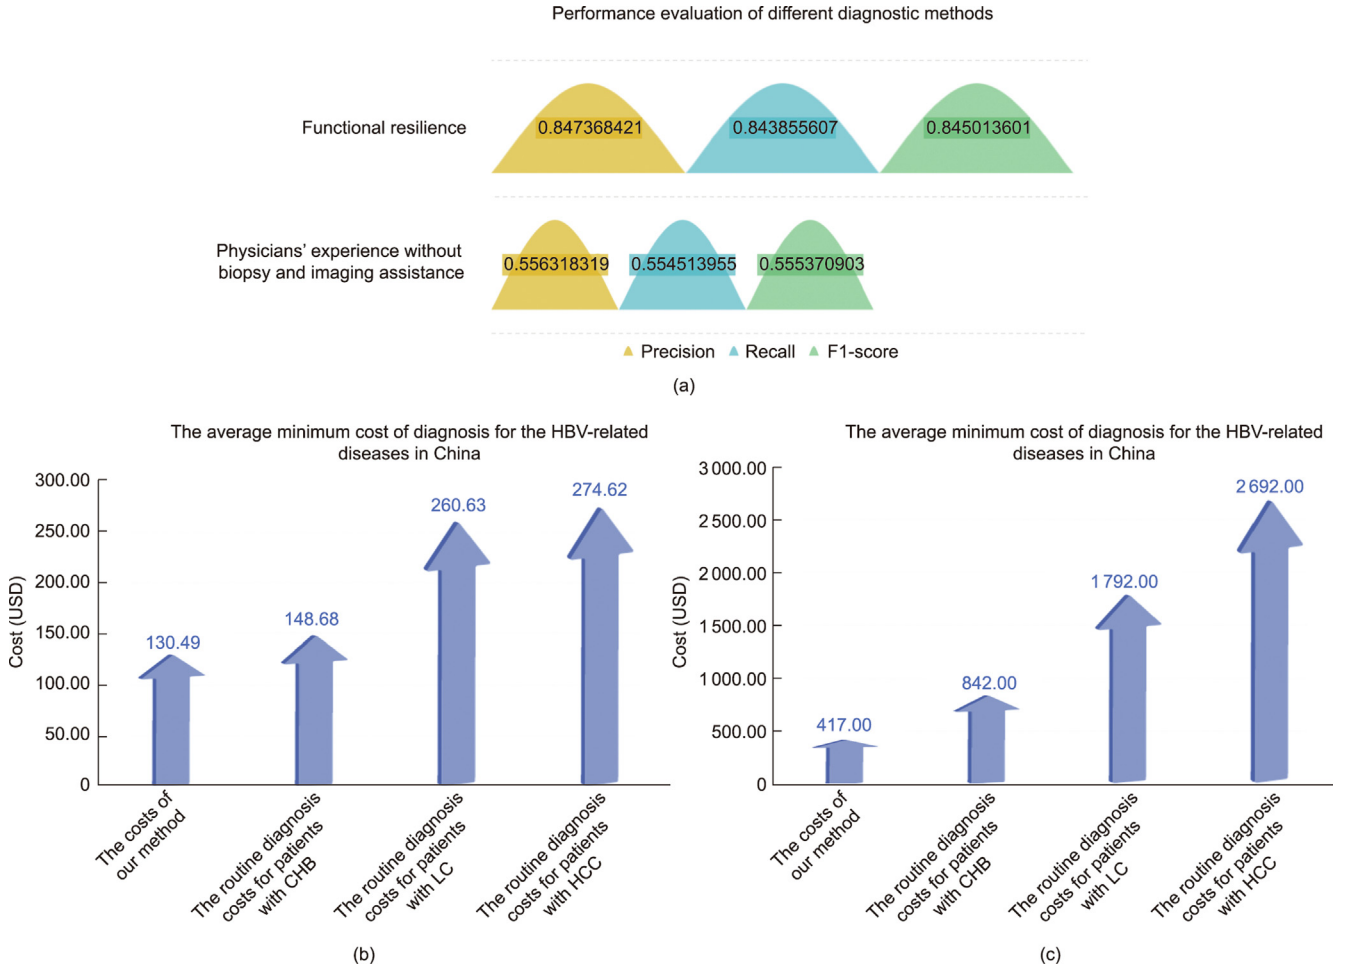 Performance evaluation of different diagnostic methods
Functional resilience
0.847368421
0.843855607
0.845013601
Physicians’ experience without
biopsy and imaging assistance
0.556318319
0.554513955
0.555370903
Precision
Recall
F1-score
(a)
The average minimum cost of diagnosis for the HBV-related
diseases in China
Cost (USD)
300.00
250.00
200.00
150.00
100.00
50.00
0
130.49
148.68
260.63
274.62
The costs of
our method
The routine diagnosis
costs for patients
with CHB
The routine diagnosis
costs for patients
with LC
The routine diagnosis
costs for patients
with HCC
(b)
The average minimum cost of diagnosis for the HBV-related
diseases in China
Cost (USD)
3 000.00
2 500.00
2 000.00
1 500.00
1 000.00
500.00
0
417.00
842.00
1 792.00
2 692.00
The costs of
our method
The routine diagnosis
costs for patients
with CHB
The routine diagnosis
costs for patients
with LC
The routine diagnosis
costs for patients
with HCC
(c)